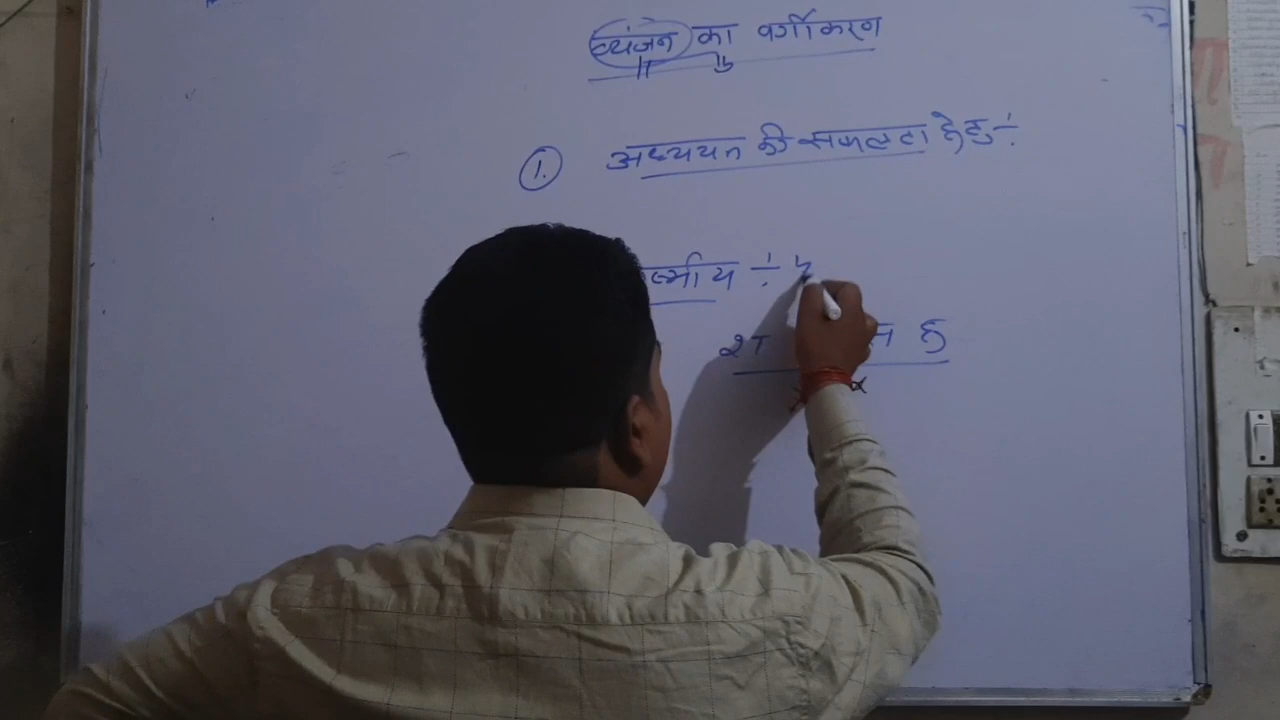 व्यंजन का वर्गीकरण
1. अध्ययन की सफलता हेतु ÷
÷
श स ह